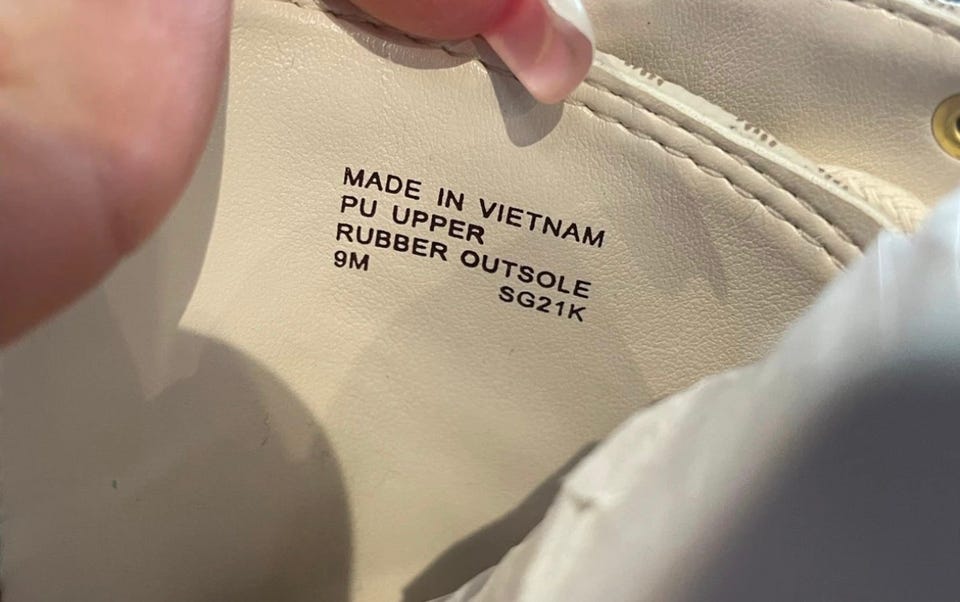 MADE IN VIETNAM
PU UPPER
RUBBER OUTSOLE
9M
SG21K